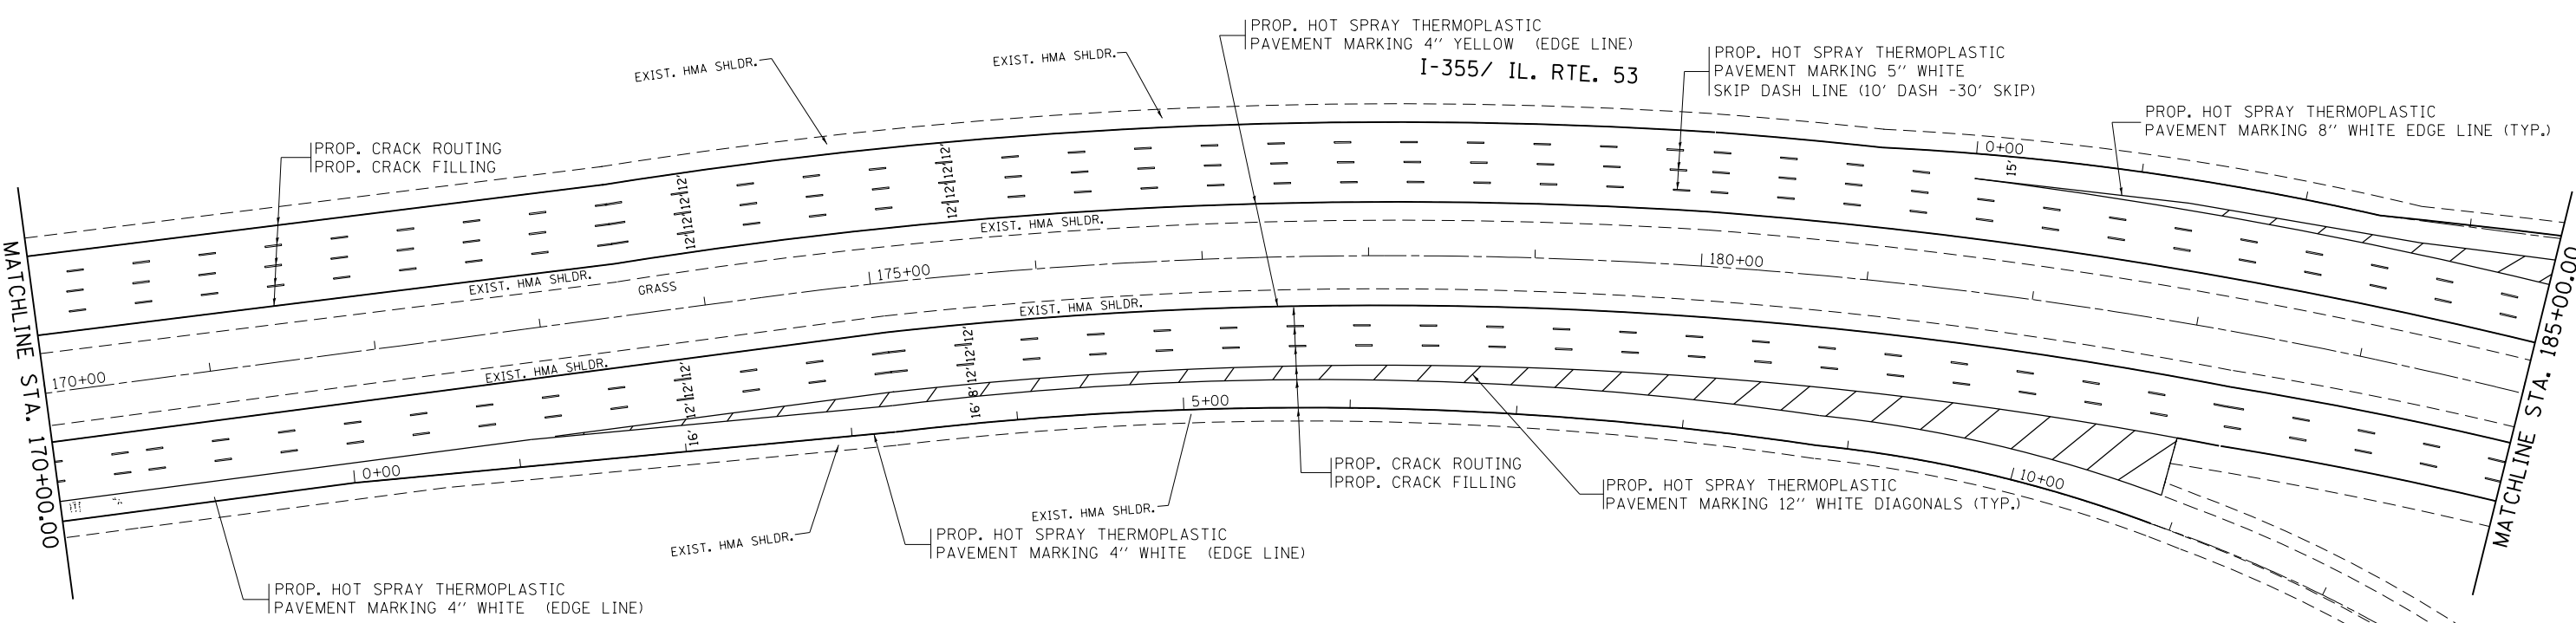 PROP. HOT SPRAY THERMOPLASTIC
PAVEMENT MARKING 4" YELLOW (EDGE LINE)
I-355/ IL. RTE. 53
PROP. HOT SPRAY THERMOPLASTIC
PAVEMENT MARKING 5" WHITE
SKIP DASH LINE (10' DASH -30' SKIP)
EXIST. HMA SHLDR.
EXIST. HMA SHLDR.
PROP. HOT SPRAY THERMOPLASTIC
PAVEMENT MARKING 8" WHITE EDGE LINE (TYP.)
PROP. CRACK ROUTING
PROP. CRACK FILLING
0+00
15'
12' 12' 12' 12'
12' 12' 12' 12'
EXIST. HMA SHLDR.
EXIST. HMA SHLDR.
GRASS
175+00
180+00
MATCHLINE STA. 170+00.00
MATCHLINE STA. 185+00.00
170+00
EXIST. HMA SHLDR.
EXIST. HMA SHLDR.
16' 12' 12' 12'
16' 8' 12' 12' 12'
0+00
5+00
10+00
PROP. CRACK ROUTING
PROP. CRACK FILLING
PROP. HOT SPRAY THERMOPLASTIC
PAVEMENT MARKING 12" WHITE DIAGONALS (TYP.)
EXIST. HMA SHLDR.
EXIST. HMA SHLDR.
PROP. HOT SPRAY THERMOPLASTIC
PAVEMENT MARKING 4" WHITE (EDGE LINE)
PROP. HOT SPRAY THERMOPLASTIC
PAVEMENT MARKING 4" WHITE (EDGE LINE)